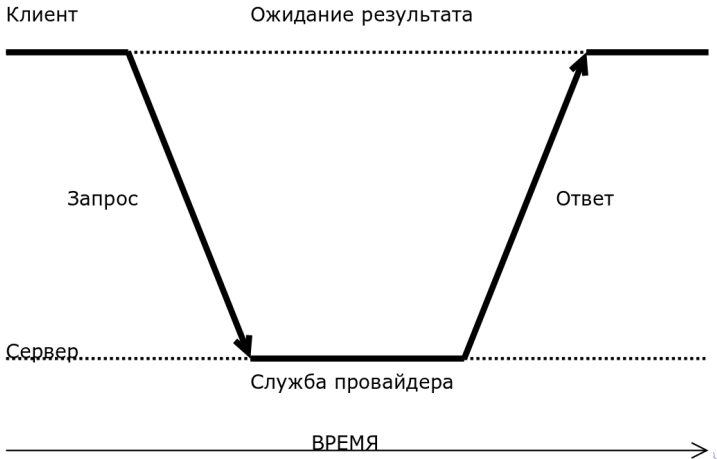 Клиент
Ожидание результата
Запрос
Ответ
Сервер
Служба провайдера
ВРЕМЯ